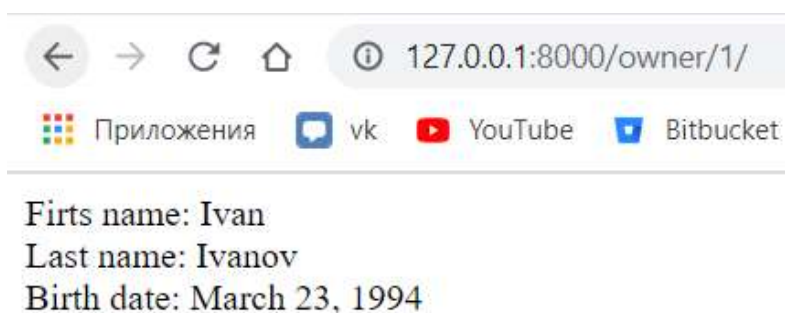 127.0.0.1:8000/owner/1/
Приложения vk YouTube Bitbucket
Firts name: Ivan
Last name: Ivanov
Birth date: March 23, 1994